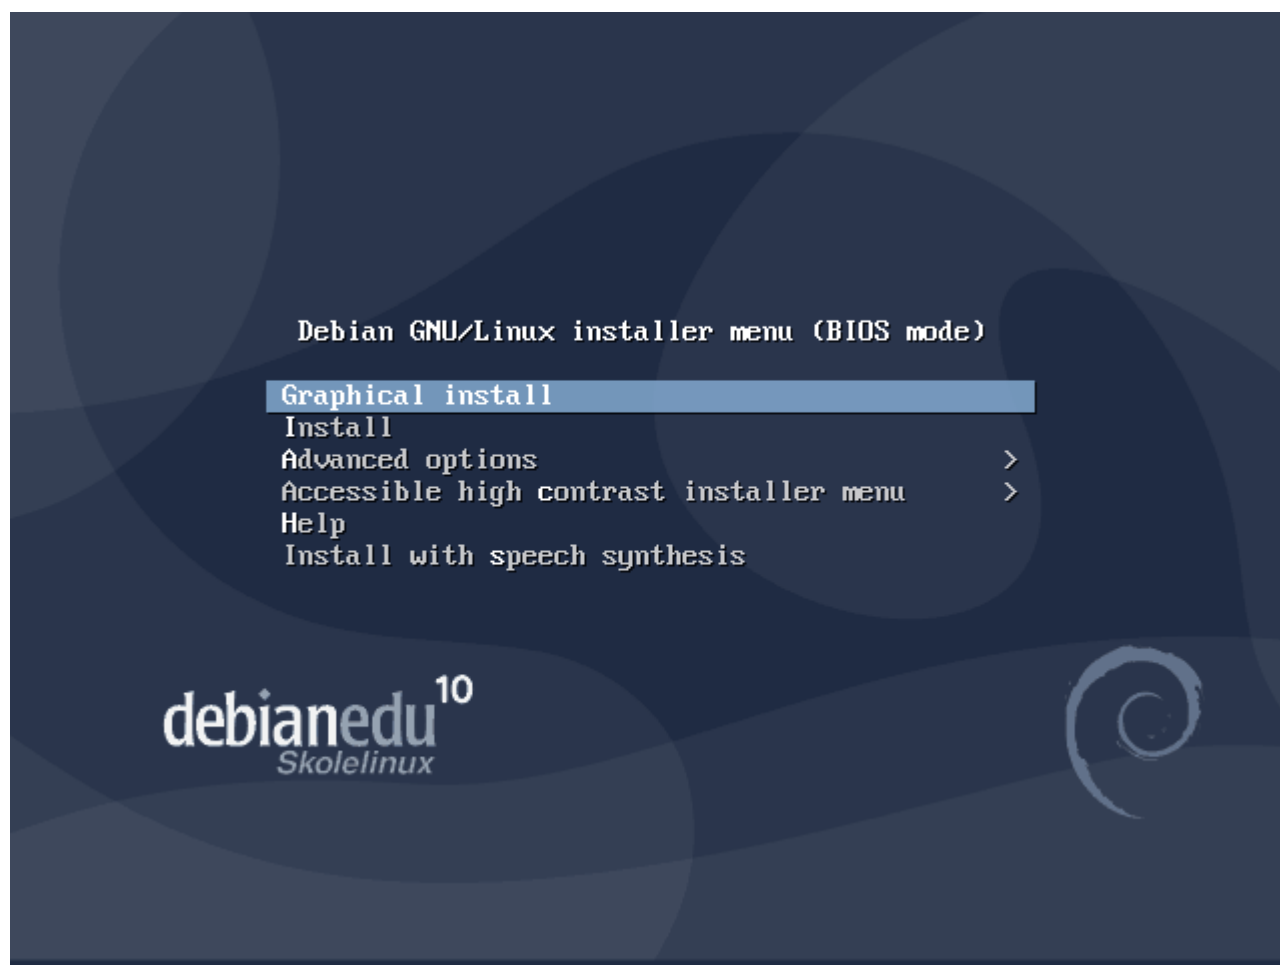 Debian GNU/Linux installer menu (BIOS mode)
Graphical install
Install
Advanced options >
Accessible high contrast installer menu >
Help
Install with speech synthesis
debianedu 10
Skolelinux